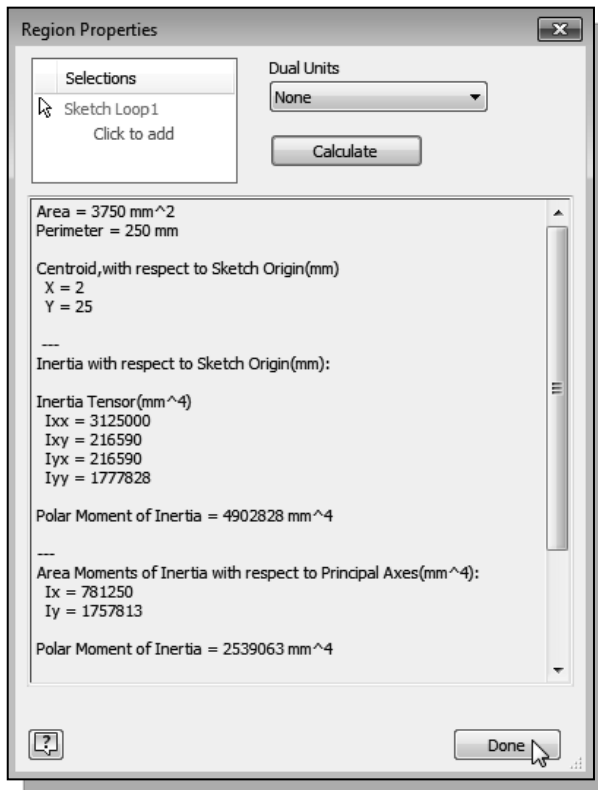 Region Properties
Selections
Sketch Loop1
Click to add
Dual Units
None
Calculate
Area = 3750 mm^2
Perimeter = 250 mm
Centroid,with respect to Sketch Origin(mm)
X = 2
Y = 25
---
Inertia with respect to Sketch Origin(mm):
Inertia Tensor(mm^4)
Ixx = 3125000
Ixy = 216590
Iyx = 216590
Iyy = 1777828
Polar Moment of Inertia = 4902828 mm^4
---
Area Moments of Inertia with respect to Principal Axes(mm^4):
Ix = 781250
Iy = 1757813
Polar Moment of Inertia = 2539063 mm^4
?
Done